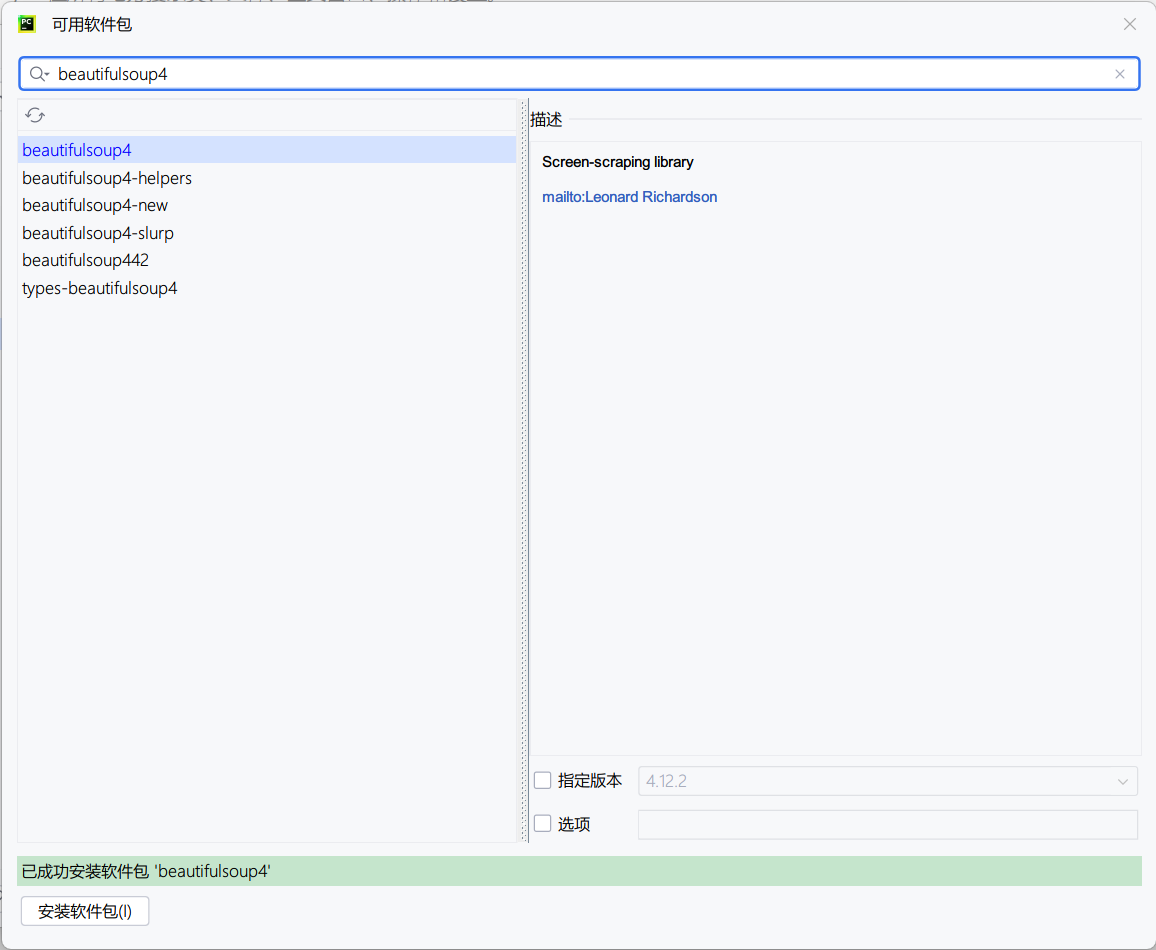 PC
可用软件包
beautifulsoup4
描述
beautifulsoup4
beautifulsoup4-helpers
beautifulsoup4-new
beautifulsoup4-slurp
beautifulsoup442
types-beautifulsoup4
Screen-scraping library
mailto:Leonard Richardson
指定版本 4.12.2
选项
已成功安装软件包 'beautifulsoup4'
安装软件包(I)